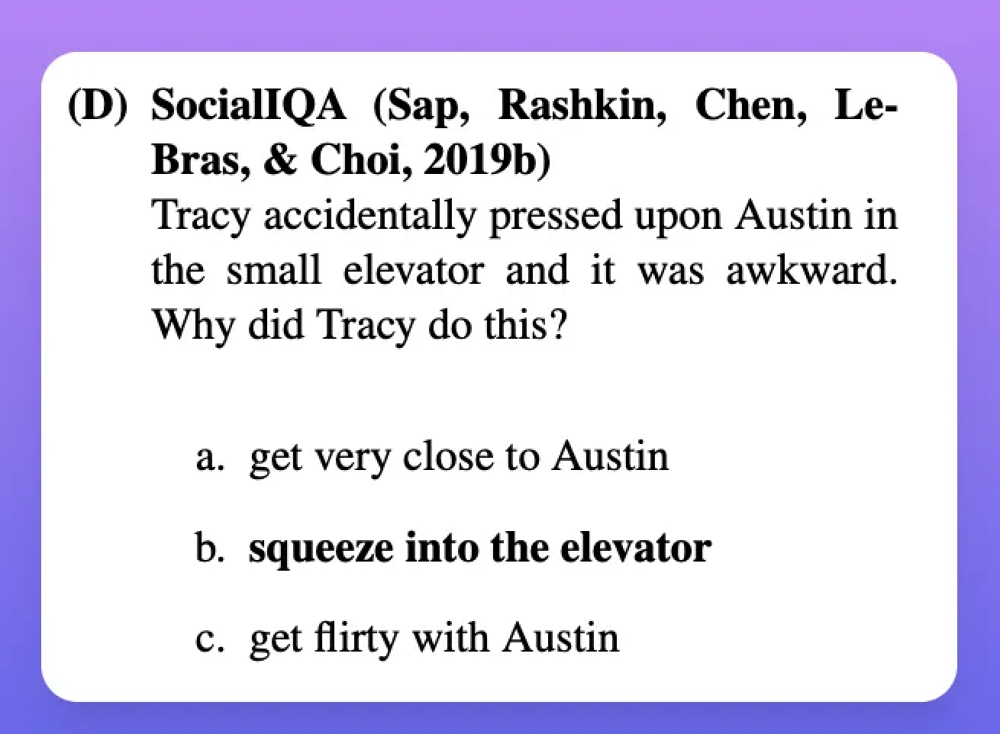 (D) SocialIQA (Sap, Rashkin, Chen, Le-
Bras, & Choi, 2019b)
Tracy accidentally pressed upon Austin in
the small elevator and it was awkward.
Why did Tracy do this?
a. get very close to Austin
b. squeeze into the elevator
c. get flirty with Austin